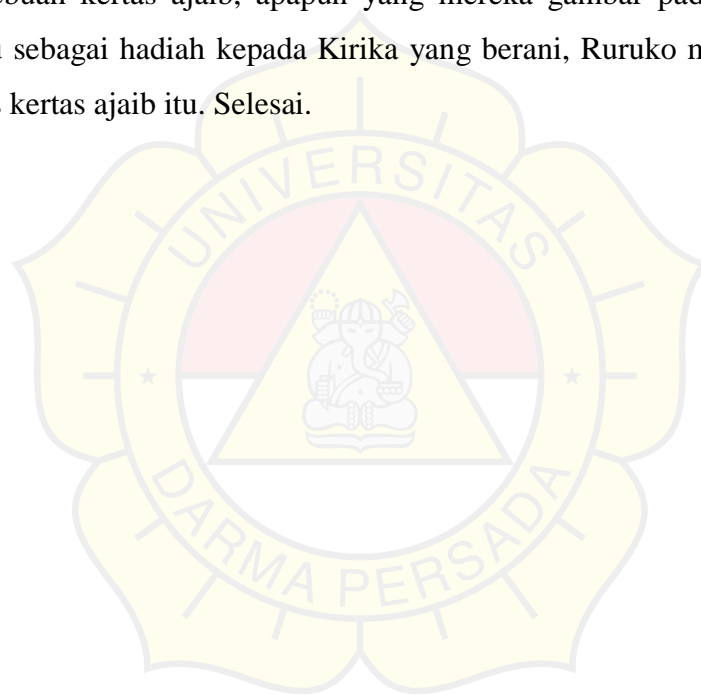 ebuah kertas ajaib, apapun yang mereka gambar pad
sebagai hadiah kepada Kirika yang berani, Ruruko
kertas ajaib itu. Selesai.
UNIVERSITAS
DARMA PERSADA